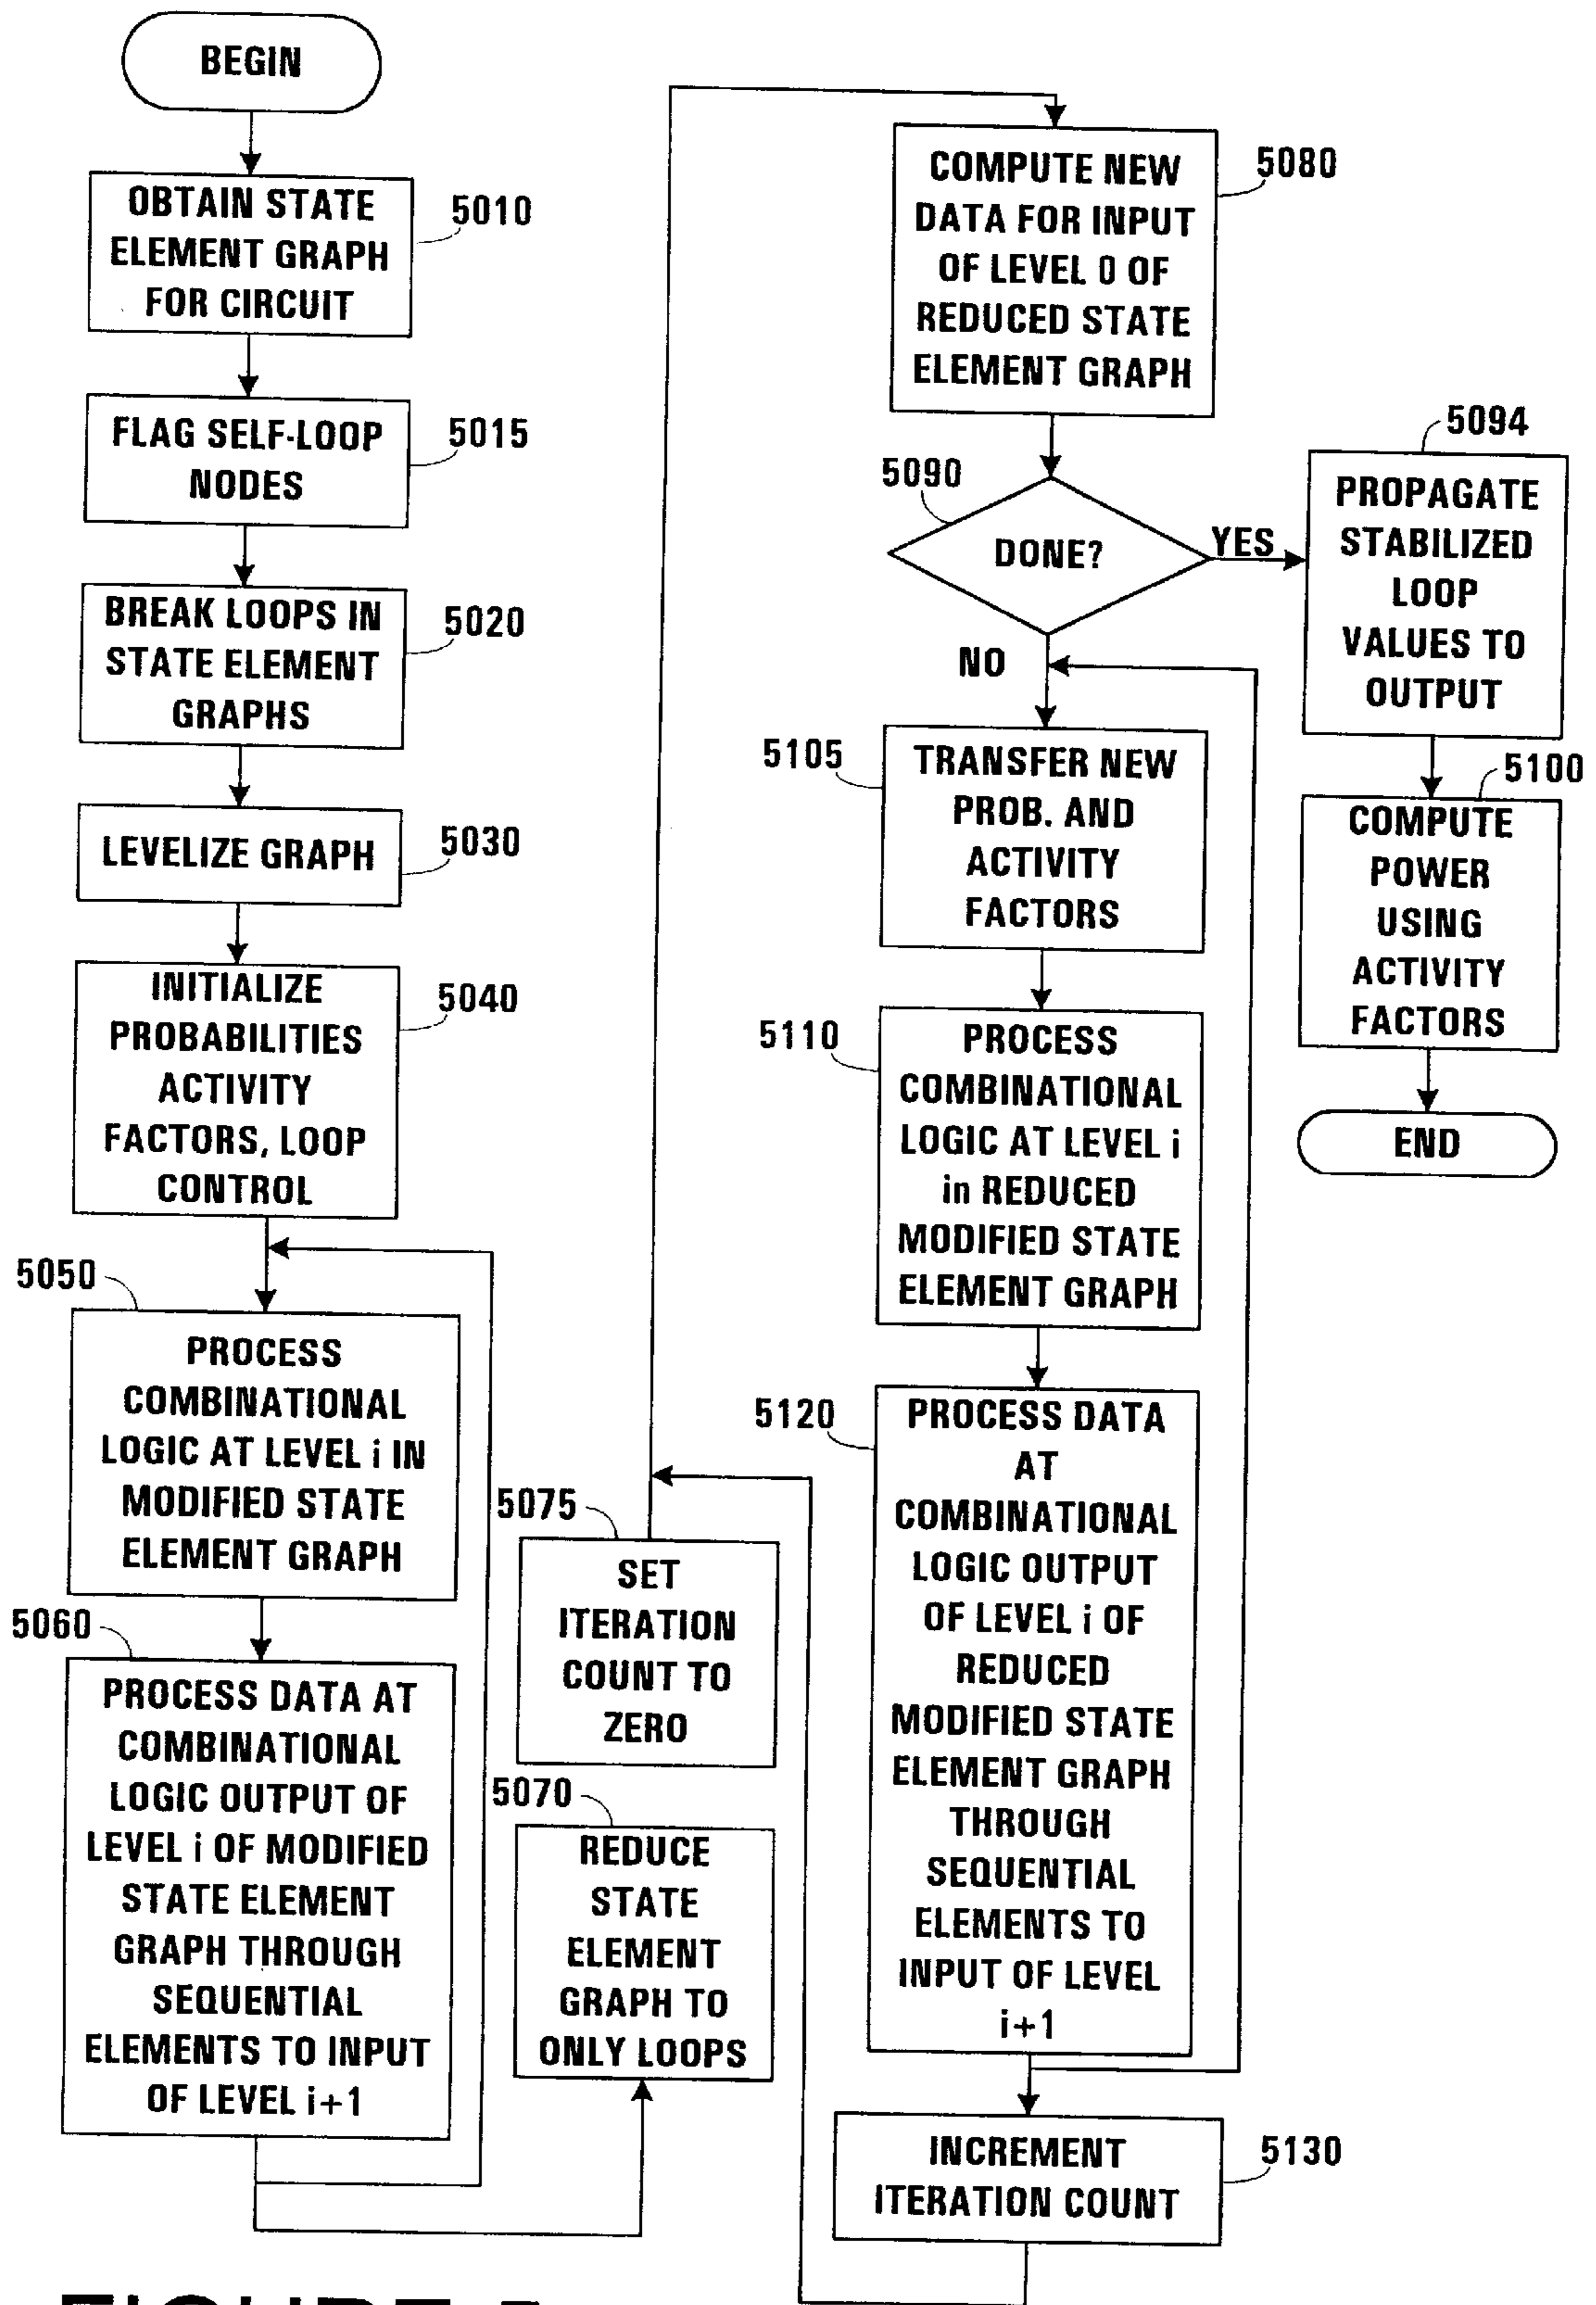 BEGIN
OBTAIN STATE
ELEMENT GRAPH
FOR CIRCUIT
5010
FLAG SELF-LOOP
NODES
5015
BREAK LOOPS IN
STATE ELEMENT
GRAPHS
5020
LEVELIZE GRAPH
5030
INITIALIZE
PROBABILITIES
ACTIVITY
FACTORS, LOOP
CONTROL
5040
5050
PROCESS
COMBINATIONAL
LOGIC AT LEVEL i IN
MODIFIED STATE
ELEMENT GRAPH
5060
PROCESS DATA AT
COMBINATIONAL
LOGIC OUTPUT OF
LEVEL i OF MODIFIED
STATE ELEMENT
GRAPH THROUGH
SEQUENTIAL
ELEMENTS TO INPUT
OF LEVEL i+1
5070
REDUCE
STATE
ELEMENT
GRAPH TO
ONLY LOOPS
5075
SET
ITERATION
COUNT TO
ZERO
COMPUTE NEW
DATA FOR INPUT
OF LEVEL 0 OF
REDUCED STATE
ELEMENT GRAPH
5080
5090
DONE?
YES
NO
5094
PROPAGATE
STABILIZED
LOOP
VALUES TO
OUTPUT
5100
COMPUTE
POWER
USING
ACTIVITY
FACTORS
END
5105
TRANSFER NEW
PROB. AND
ACTIVITY
FACTORS
5110
PROCESS
COMBINATIONAL
LOGIC AT LEVEL i
in REDUCED
MODIFIED STATE
ELEMENT GRAPH
5120
PROCESS DATA
AT
COMBINATIONAL
LOGIC OUTPUT
OF LEVEL i OF
REDUCED
MODIFIED STATE
ELEMENT GRAPH
THROUGH
SEQUENTIAL
ELEMENTS TO
INPUT OF LEVEL
i+1
INCREMENT
ITERATION COUNT
5130